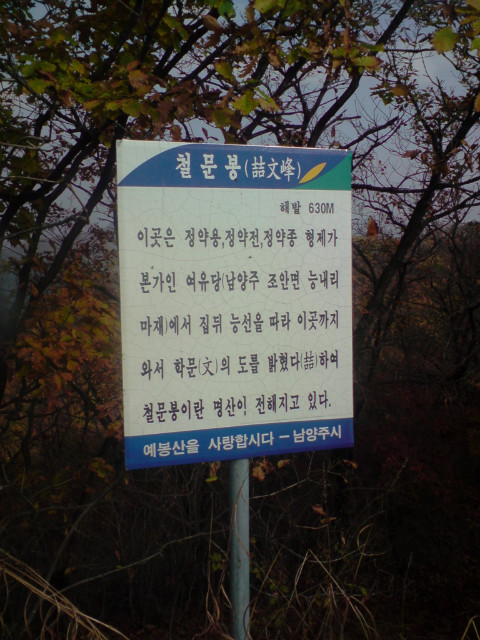 철문봉(喆文峰)
해발 630M
이곳은 정약용,정약전,정약종 형제가
본가인 여유당(남양주 조안면 능내리
마재)에서 집뒤 능선을 따라 이곳까지
와서 학문(文)의 도를 밝혔다(喆)하여
철문봉이란 명산이 전해지고 있다.
예봉산을 사랑합시다 - 남양주시